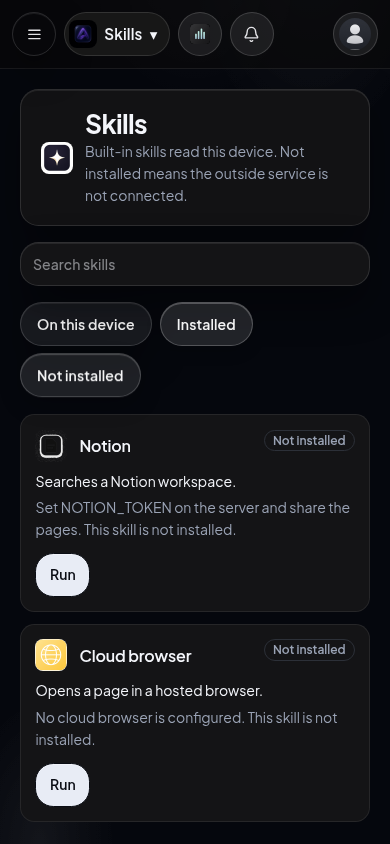 Skills ▾
Skills
Built-in skills read this device. Not
installed means the outside service is
not connected.
Search skills
On this device
Installed
Not installed
Notion
Not installed
Searches a Notion workspace.
Set NOTION_TOKEN on the server and share the
pages. This skill is not installed.
Run
Cloud browser
Not installed
Opens a page in a hosted browser.
No cloud browser is configured. This skill is not
installed.
Run